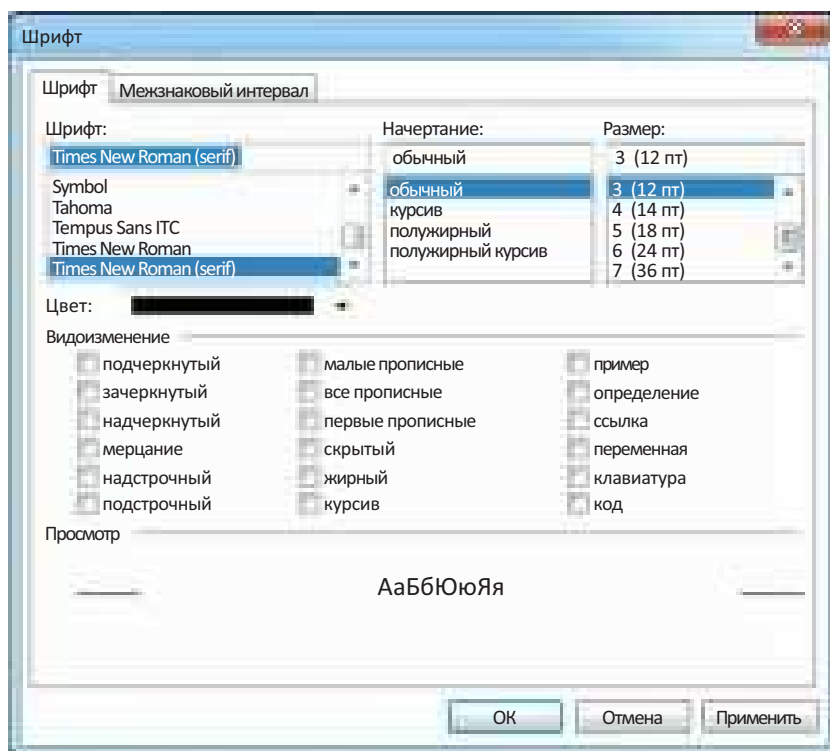 Шрифт
Шрифт Межзнаковый интервал
Шрифт: Начертание: Размер:
Times New Roman (serif) обычный 3 (12 пт)
Symbol обычный 3 (12 пт)
Tahoma курсив 4 (14 пт)
Tempus Sans ITC полужирный 5 (18 пт)
Times New Roman полужирный курсив 6 (24 пт)
Times New Roman (serif) 7 (36 пт)
Цвет:
Видоизменение
подчеркнутый малые прописные пример
зачеркнутый все прописные определение
надчеркнутый первые прописные ссылка
мерцание скрытый переменная
надстрочный жирный клавиатура
подстрочный курсив код
Просмотр
АаБбЮюЯя
ОК Отмена Применить